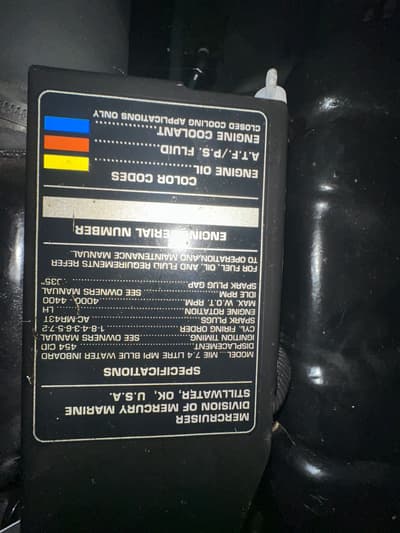 MERCRUISER
DIVISION OF MERCURY MARINE
STILLWATER, OK, U.S.A.
SPECIFICATIONS
MODEL... MIE 7.4 LITRE MPI BLUE WATER INBOARD
DISPLACEMENT..................454 CID
IGNITION TIMING......SEE OWNERS MANUAL
CYL. FIRING ORDER.........1-8-4-3-6-5-7-2
SPARK PLUGS..................AC-MR43T
ENGINE ROTATION..................LH
MAX. W.O.T. RPM............4000-4400
IDLE RPM............SEE OWNERS MANUAL
SPARK PLUG GAP..................035"
FOR FUEL, OIL, AND FLUID REQUIREMENTS REFER
TO OPERATION AND MAINTENANCE MANUAL
ENGINE SERIAL NUMBER
COLOR CODES
ENGINE OIL..................
A.T.F./P.S. FLUID............
ENGINE COOLANT..............
CLOSED COOLING APPLICATIONS ONLY